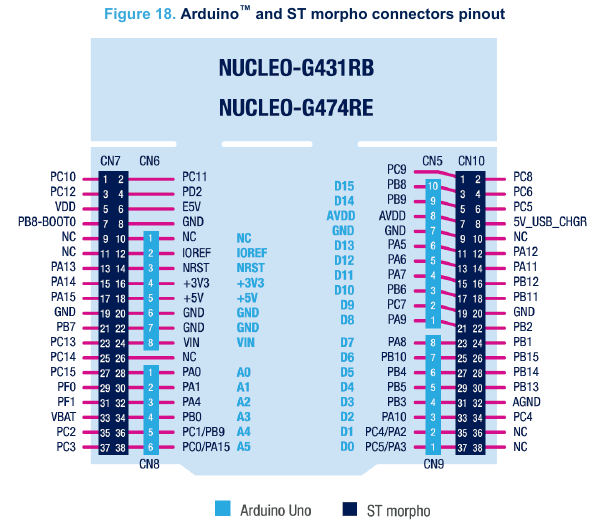 Figure 18. Arduino™ and ST morpho connectors pinout
NUCLEO-G431RB
NUCLEO-G474RE
CN7 CN6 CN5 CN10
PC9
PC10 1 2 PC11 D15 PB8 10 1 2 PC8
PC12 3 4 PD2 D14 PB9 9 3 4 PC6
VDD 5 6 E5V AVDD AVDD 8 5 6 PC5
PB8-BOOT0 7 8 GND GND GND 7 7 8 5V_USB_CHGR
NC 9 10 1 NC NC D13 PA5 6 9 10 NC
NC 11 12 2 IOREF IOREF D12 PA6 5 11 12 PA12
PA13 13 14 3 NRST NRST D11 PA7 4 13 14 PA11
PA14 15 16 4 +3V3 +3V3 D10 PB6 3 15 16 PB12
PA15 17 18 5 +5V +5V D9 PC7 2 17 18 PB11
GND 19 20 6 GND GND D8 PA9 1 19 20 GND
PB7 21 22 7 GND GND 21 22 PB2
PC13 23 24 8 VIN VIN D7 PA8 8 23 24 PB1
PC14 25 26 NC D6 PB10 7 25 26 PB15
PC15 27 28 1 PA0 A0 D5 PB4 6 27 28 PB14
PF0 29 30 2 PA1 A1 D4 PB5 5 29 30 PB13
PF1 31 32 3 PA4 A2 D3 PB3 4 31 32 AGND
VBAT 33 34 4 PB0 A3 D2 PA10 3 33 34 PC4
PC2 35 36 5 PC1/PB9 A4 D1 PC4/PA2 2 35 36 NC
PC3 37 38 6 PC0/PA15 A5 D0 PC5/PA3 1 37 38 NC
CN8 CN9
Arduino Uno ST morpho